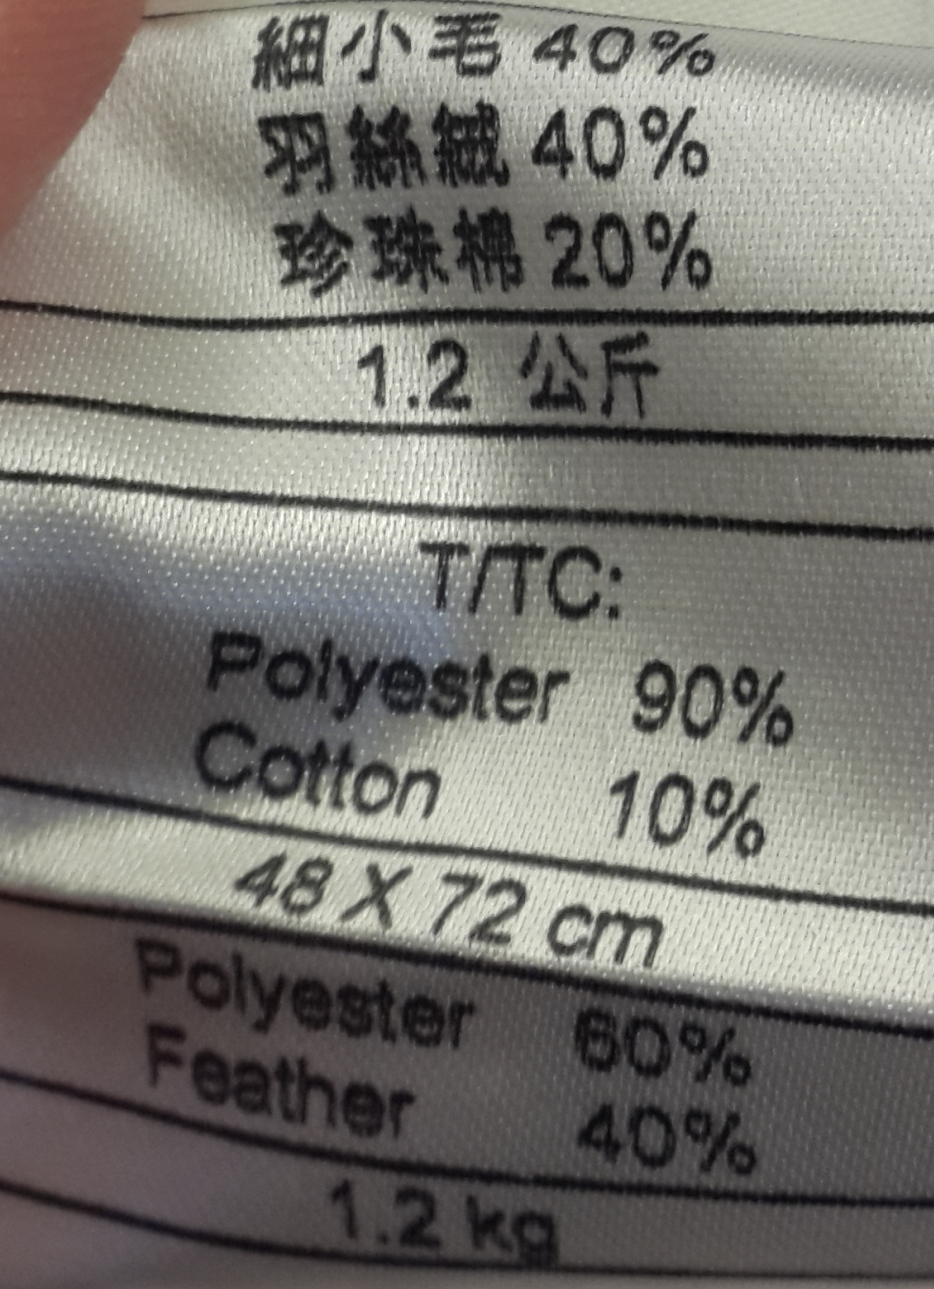 細小毛 40%
羽絲絨 40%
珍珠棉 20%
1.2 公斤
T/TC:
Polyester 90%
Cotton 10%
48 X 72 cm
Polyester 60%
Feather 40%
1.2 kg